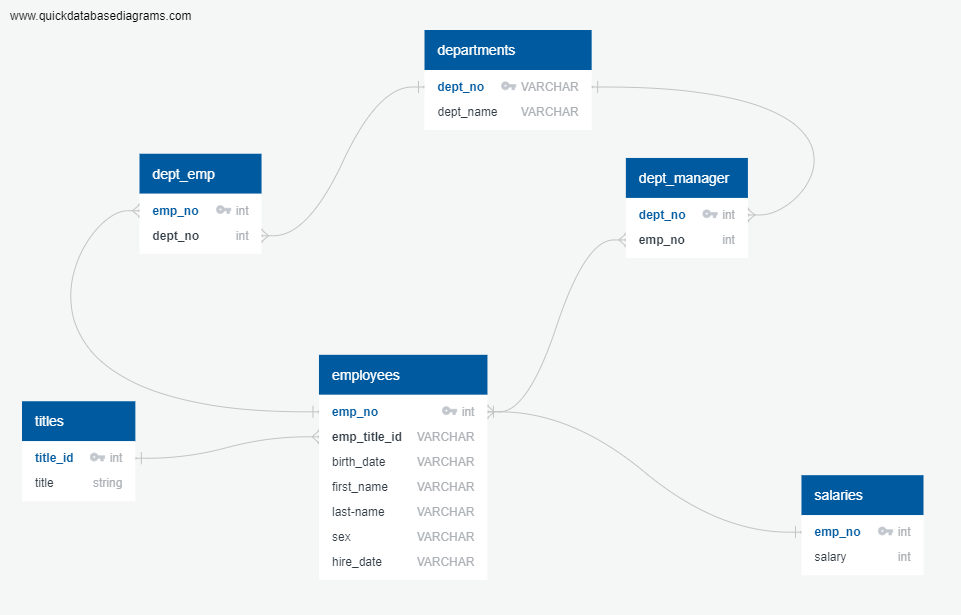 www.quickdatabasediagrams.com
departments
dept_no VARCHAR
dept_name VARCHAR
dept_emp
emp_no int
dept_no int
dept_manager
dept_no int
emp_no int
employees
emp_no int
emp_title_id VARCHAR
birth_date VARCHAR
first_name VARCHAR
last-name VARCHAR
sex VARCHAR
hire_date VARCHAR
titles
title_id int
title string
salaries
emp_no int
salary int